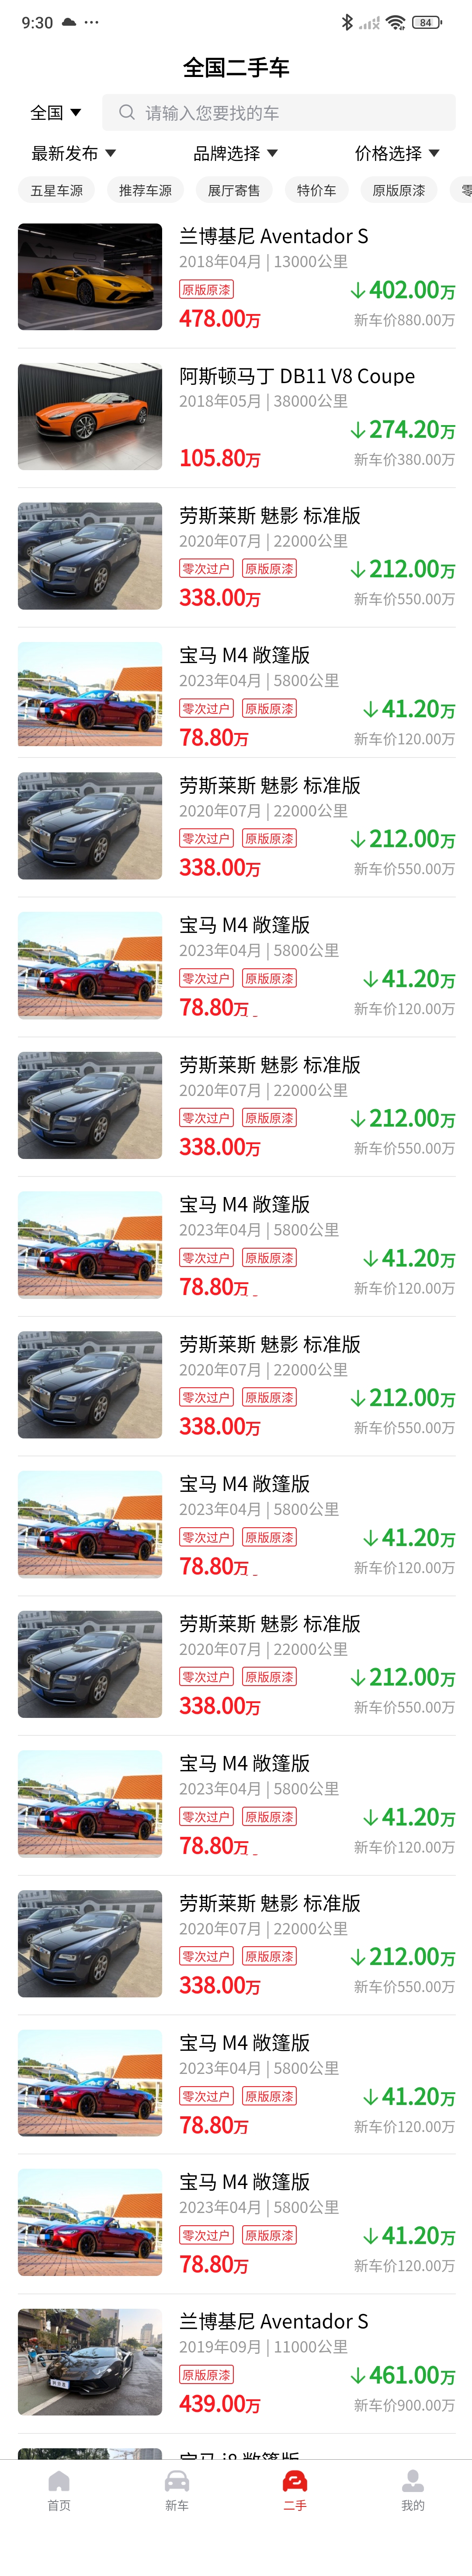 9:30 84
全国二手车
全国 请输入您要找的车
最新发布 品牌选择 价格选择
五星车源 推荐车源 展厅寄售 特价车 原版原漆
兰博基尼 Aventador S
2018年04月 | 13000公里
原版原漆 ↓402.00万
478.00万 新车价880.00万
阿斯顿马丁 DB11 V8 Coupe
2018年05月 | 38000公里
↓274.20万
105.80万 新车价380.00万
劳斯莱斯 魅影 标准版
2020年07月 | 22000公里
零次过户 原版原漆 ↓212.00万
338.00万 新车价550.00万
宝马 M4 敞篷版
2023年04月 | 5800公里
零次过户 原版原漆 ↓41.20万
78.80万 新车价120.00万
劳斯莱斯 魅影 标准版
2020年07月 | 22000公里
零次过户 原版原漆 ↓212.00万
338.00万 新车价550.00万
宝马 M4 敞篷版
2023年04月 | 5800公里
零次过户 原版原漆 ↓41.20万
78.80万 新车价120.00万
劳斯莱斯 魅影 标准版
2020年07月 | 22000公里
零次过户 原版原漆 ↓212.00万
338.00万 新车价550.00万
宝马 M4 敞篷版
2023年04月 | 5800公里
零次过户 原版原漆 ↓41.20万
78.80万 新车价120.00万
劳斯莱斯 魅影 标准版
2020年07月 | 22000公里
零次过户 原版原漆 ↓212.00万
338.00万 新车价550.00万
宝马 M4 敞篷版
2023年04月 | 5800公里
零次过户 原版原漆 ↓41.20万
78.80万 新车价120.00万
劳斯莱斯 魅影 标准版
2020年07月 | 22000公里
零次过户 原版原漆 ↓212.00万
338.00万 新车价550.00万
宝马 M4 敞篷版
2023年04月 | 5800公里
零次过户 原版原漆 ↓41.20万
78.80万 新车价120.00万
劳斯莱斯 魅影 标准版
2020年07月 | 22000公里
零次过户 原版原漆 ↓212.00万
338.00万 新车价550.00万
宝马 M4 敞篷版
2023年04月 | 5800公里
零次过户 原版原漆 ↓41.20万
78.80万 新车价120.00万
宝马 M4 敞篷版
2023年04月 | 5800公里
零次过户 原版原漆 ↓41.20万
78.80万 新车价120.00万
兰博基尼 Aventador S
2019年09月 | 11000公里
原版原漆 ↓461.00万
439.00万 新车价900.00万
宝马 i8 敞篷版
首页 新车 二手 我的